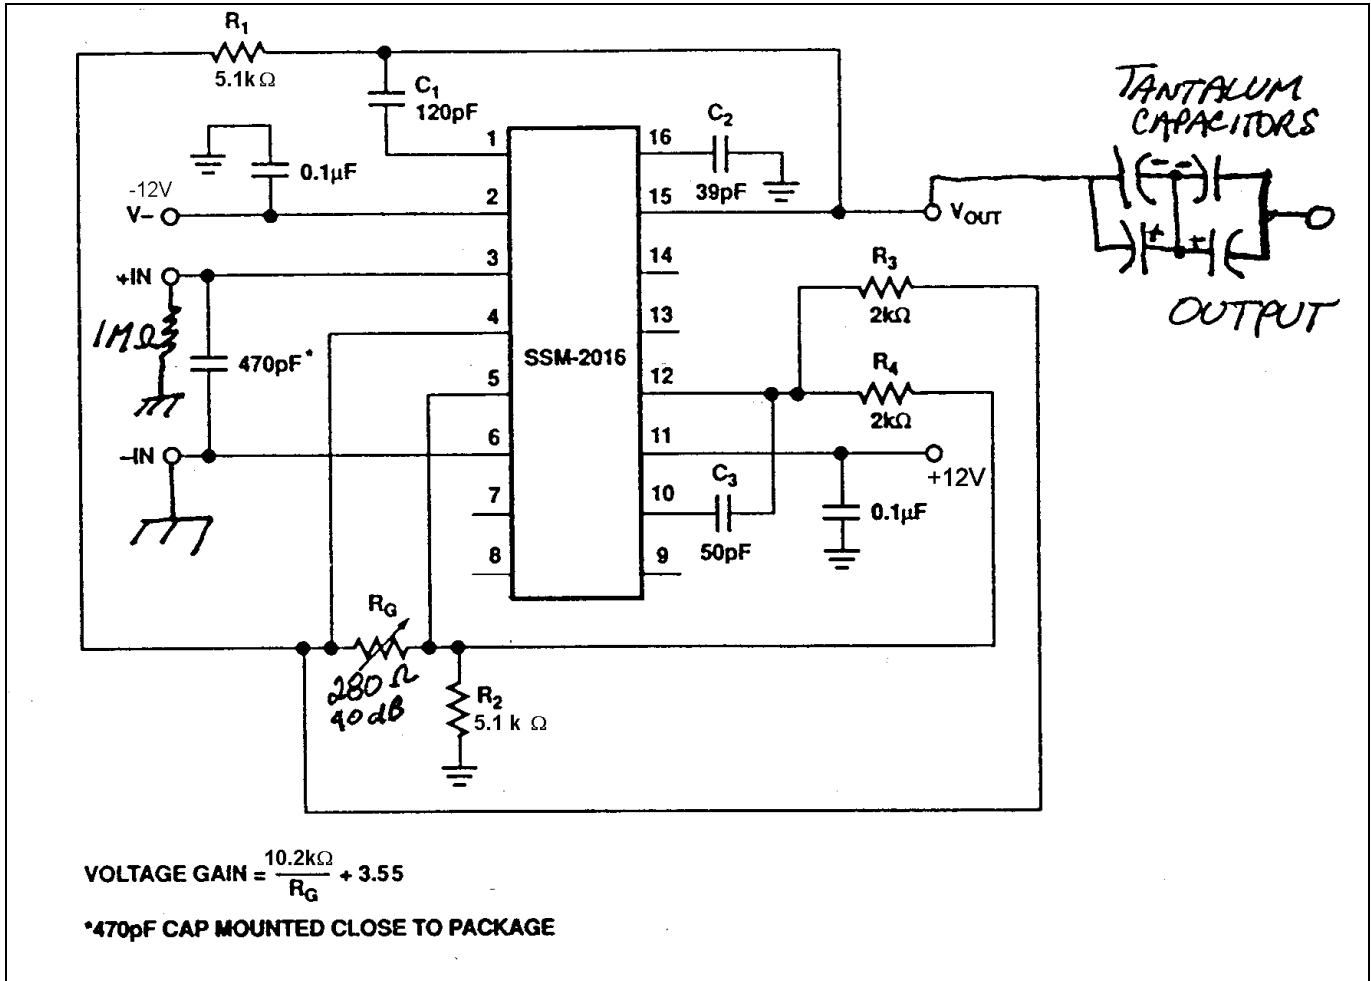 R1
5.1kΩ
C1
120pF
TANTALUM
CAPACITORS
C2
39pF
0.1μF
-12V
V–
+IN
1MΩ
470pF*
–IN
1
2
3
4
5
6
7
8
SSM-2016
16
15
14
13
12
11
10
9
VOUT
- -
+ +
OUTPUT
R3
2kΩ
R4
2kΩ
+12V
C3
50pF
0.1μF
RG
280 Ω
40 dB
R2
5.1 k Ω
VOLTAGE GAIN = 10.2kΩ / RG + 3.55
*470pF CAP MOUNTED CLOSE TO PACKAGE